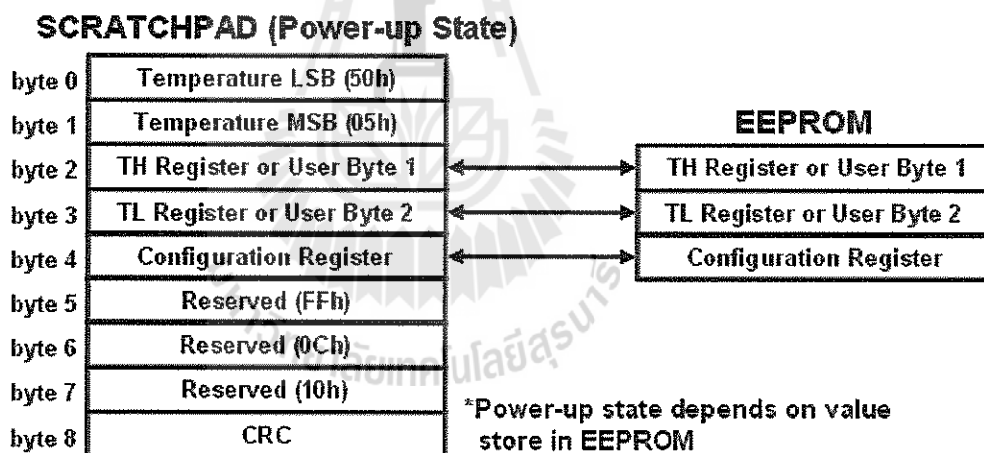 SCRATCHPAD (Power-up State)
byte 0 Temperature LSB (50h)
byte 1 Temperature MSB (05h)
byte 2 TH Register or User Byte 1
byte 3 TL Register or User Byte 2
byte 4 Configuration Register
byte 5 Reserved (FFh)
byte 6 Reserved (0Ch)
byte 7 Reserved (10h)
byte 8 CRC
EEPROM
TH Register or User Byte 1
TL Register or User Byte 2
Configuration Register
*Power-up state depends on value
store in EEPROM